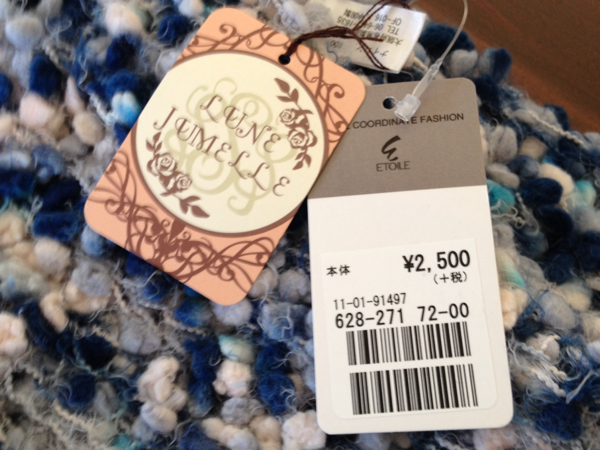 LUNE
JUMELLE
COORDINATE FASHION
ETOILE
本体 ¥2,500
(+税)
11-01-91497
628-271 72-00